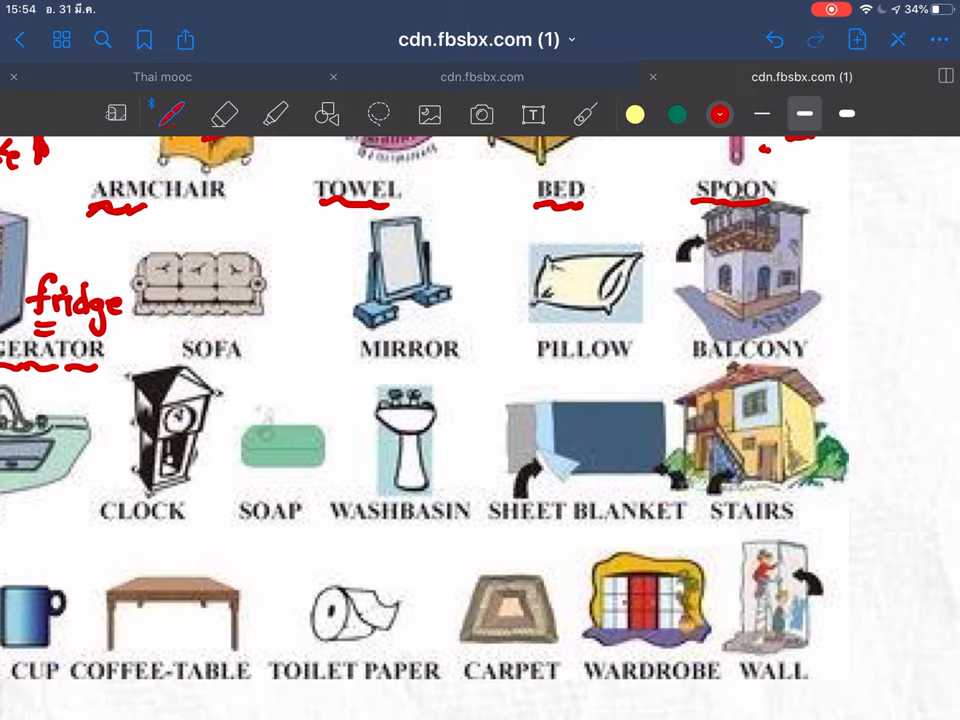 15:54 อ. 31 มี.ค. 34%
cdn.fbsbx.com (1)
Thai mooc cdn.fbsbx.com cdn.fbsbx.com (1)
ARMCHAIR TOWEL BED SPOON
fridge
GERATOR SOFA MIRROR PILLOW BALCONY
CLOCK SOAP WASHBASIN SHEET BLANKET STAIRS
CUP COFFEE-TABLE TOILET PAPER CARPET WARDROBE WALL